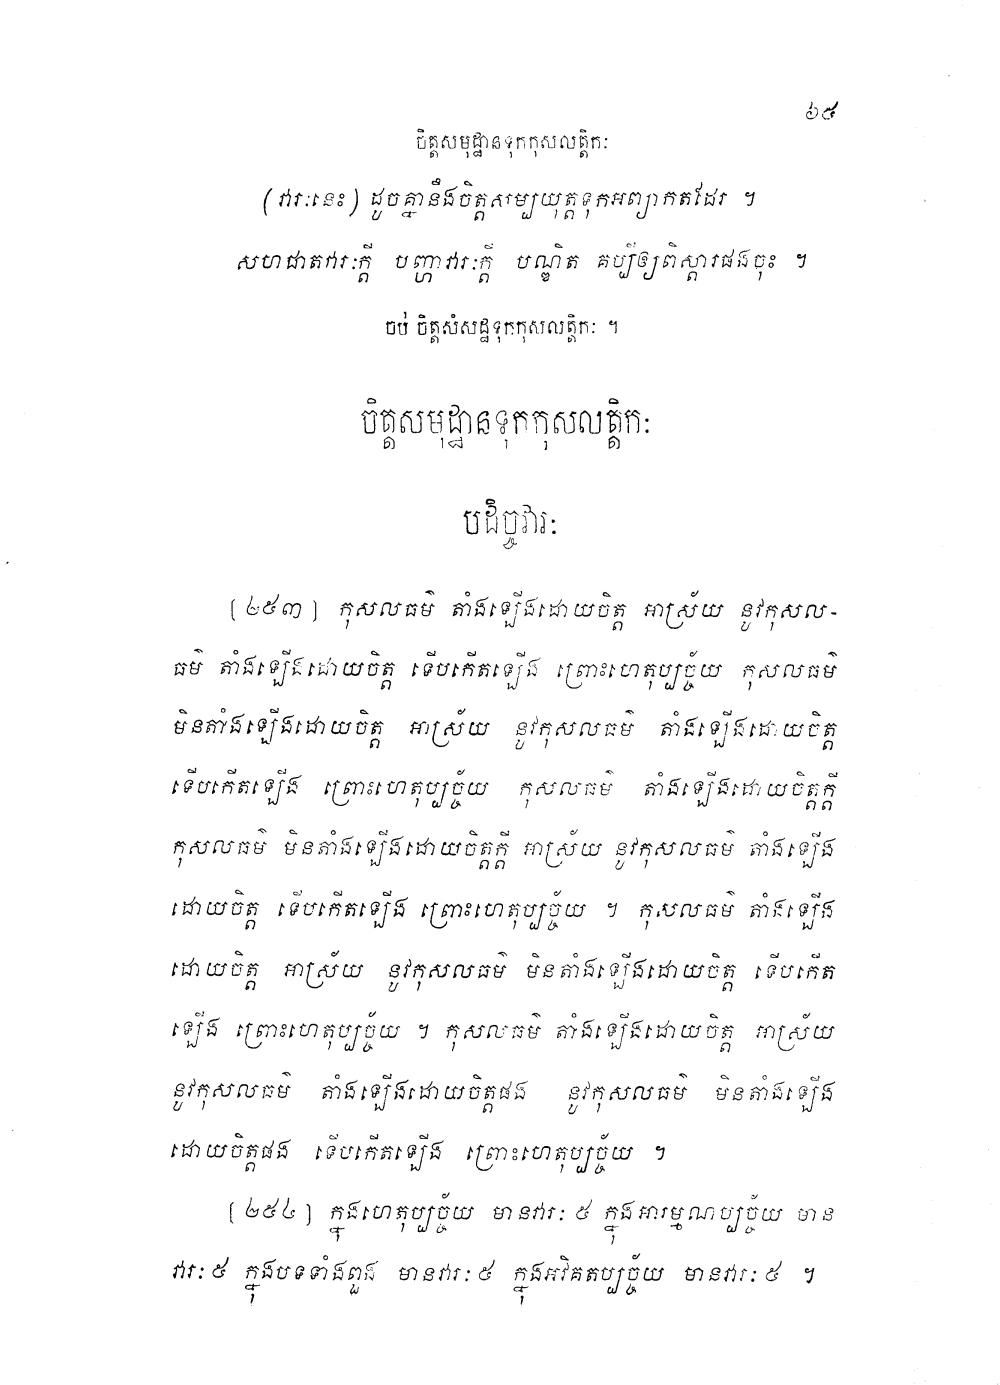 ៦៥
ចិត្តសមុដ្ឋានទុកកុសលត្តិកៈ
(វារៈនេះ) ដូចគ្នានឹងចិត្តសម្បយុត្តទុកអព្យាកតដែរ ។
សហជាតវារៈក្តី បញ្ហាវារៈក្តី បណ្ឌិត គប្បីឲ្យពិស្តារផងចុះ ។
ចប់ ចិត្តសំសដ្ឋទុកកុសលត្តិកៈ ។
ចិត្តសមុដ្ឋានទុកកុសលត្តិកៈ
បដិច្ចវារៈ
[២៥៣] កុសលធម៌ តាំងឡើងដោយចិត្ត អាស្រ័យ នូវកុសល-
ធម៌ តាំងឡើងដោយចិត្ត ទើបកើតឡើង ព្រោះហេតុប្បច្ច័យ កុសលធម៌
មិនតាំងឡើងដោយចិត្ត អាស្រ័យ នូវកុសលធម៌ តាំងឡើងដោយចិត្ត
ទើបកើតឡើង ព្រោះហេតុប្បច្ច័យ កុសលធម៌ តាំងឡើងដោយចិត្តក្តី
កុសលធម៌ មិនតាំងឡើងដោយចិត្តក្តី អាស្រ័យ នូវកុសលធម៌ តាំងឡើង
ដោយចិត្ត ទើបកើតឡើង ព្រោះហេតុប្បច្ច័យ ។ កុសលធម៌ តាំងឡើង
ដោយចិត្ត អាស្រ័យ នូវកុសលធម៌ មិនតាំងឡើងដោយចិត្ត ទើបកើត
ឡើង ព្រោះហេតុប្បច្ច័យ ។ កុសលធម៌ តាំងឡើងដោយចិត្ត អាស្រ័យ
នូវកុសលធម៌ តាំងឡើងដោយចិត្តផង នូវកុសលធម៌ មិនតាំងឡើង
ដោយចិត្តផង ទើបកើតឡើង ព្រោះហេតុប្បច្ច័យ ។
[២៥៤] ក្នុងហេតុប្បច្ច័យ មានវារៈ ៥ ក្នុងអារម្មណប្បច្ច័យ មាន
វារៈ ៥ ក្នុងបទទាំងពួង មានវារៈ ៥ ក្នុងអវិគតប្បច្ច័យ មានវារៈ ៥ ។